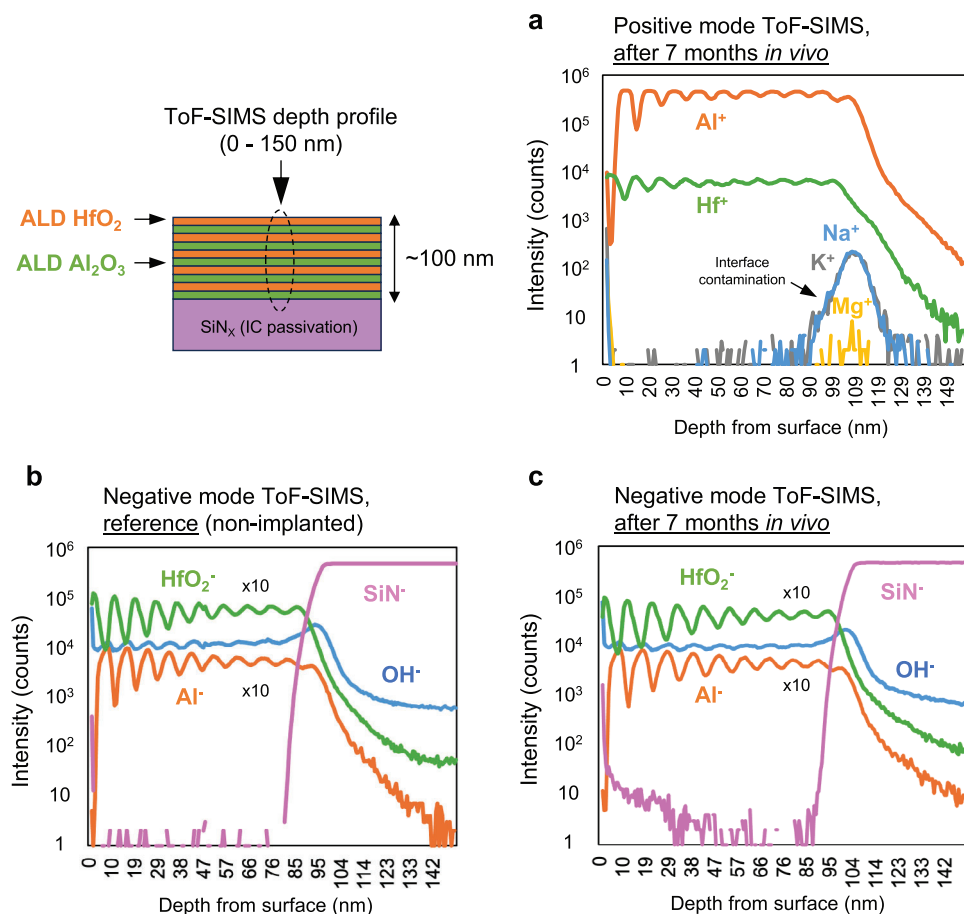 ToF-SIMS depth profile
(0 - 150 nm)
ALD HfO2
ALD Al2O3
~100 nm
SiNX (IC passivation)
a
Positive mode ToF-SIMS,
after 7 months in vivo
Intensity (counts)
10^6
10^5
10^4
10^3
10^2
10
1
Al+
Hf+
Na+
K+
Interface
contamination
Mg+
0 10 20 30 40 50 60 70 80 90 99 109 119 129 139 149
Depth from surface (nm)
b
Negative mode ToF-SIMS,
reference (non-implanted)
Intensity (counts)
10^6
10^5
10^4
10^3
10^2
10
1
HfO2-
x10
SiN-
OH-
Al-
x10
0 9 19 28 38 47 57 66 76 85 95 104 114 123 133 142
Depth from surface (nm)
c
Negative mode ToF-SIMS,
after 7 months in vivo
Intensity (counts)
10^6
10^5
10^4
10^3
10^2
10
1
HfO2-
x10
SiN-
OH-
Al-
x10
0 9 19 29 38 47 57 66 76 85 95 104 114 123 133 142
Depth from surface (nm)